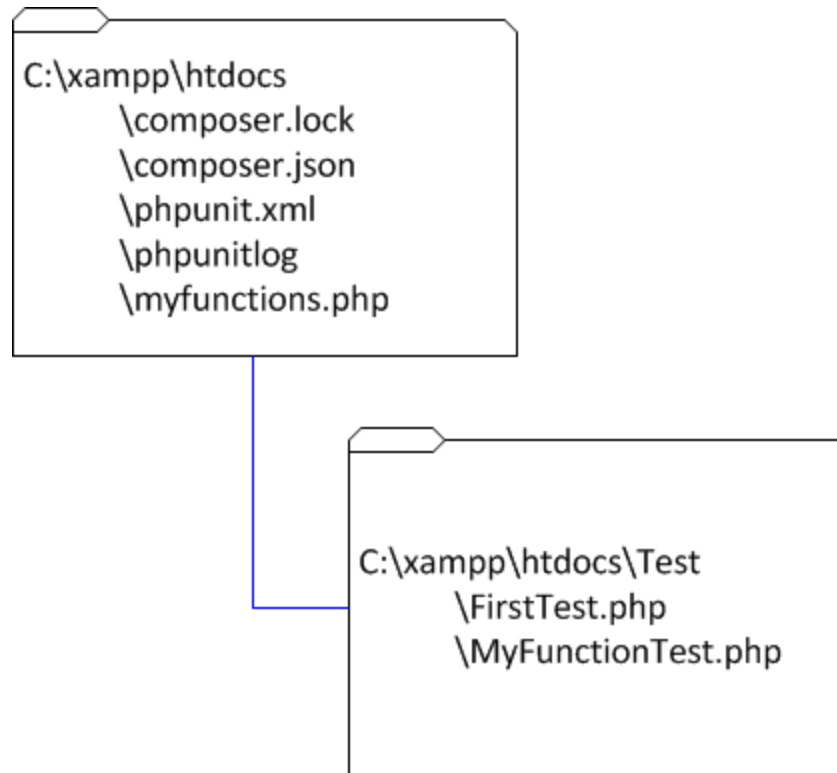 C:\xampp\htdocs
\composer.lock
\composer.json
\phpunit.xml
\phpunitlog
\myfunctions.php
C:\xampp\htdocs\Test
\FirstTest.php
\MyFunctionTest.php